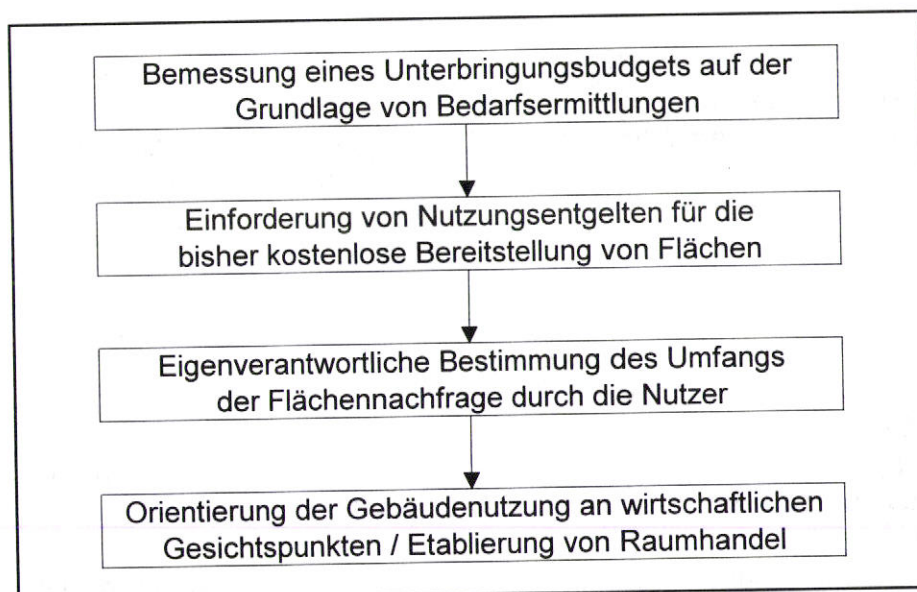 Bemessung eines Unterbringungsbudgets auf der
Grundlage von Bedarfsermittlungen
Einforderung von Nutzungsentgelten für die
bisher kostenlose Bereitstellung von Flächen
Eigenverantwortliche Bestimmung des Umfangs
der Flächennachfrage durch die Nutzer
Orientierung der Gebäudenutzung an wirtschaftlichen
Gesichtspunkten / Etablierung von Raumhandel